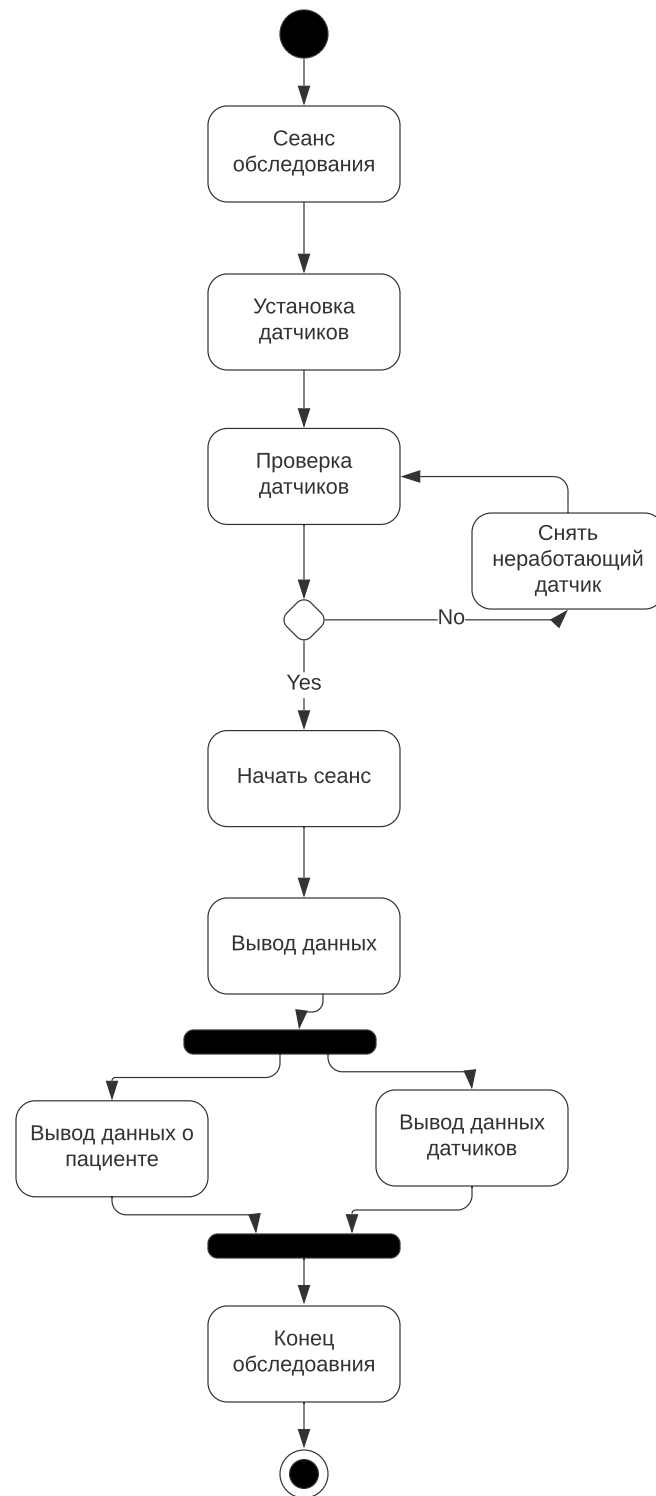 Сеанс
обследования
Установка
датчиков
Проверка
датчиков
Снять
неработающий
датчик
No
Yes
Начать сеанс
Вывод данных
Вывод данных о
пациенте
Вывод данных
датчиков
Конец
обследоавния